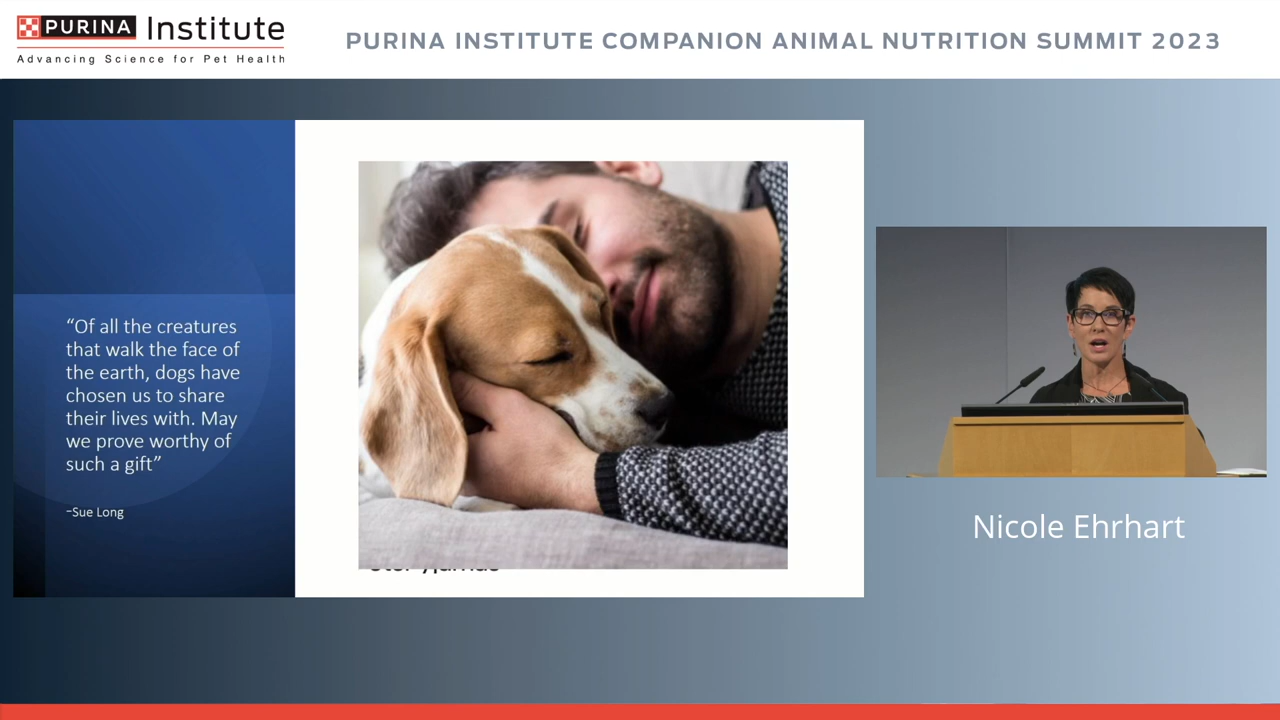 PURINA Institute
Advancing Science for Pet Health
PURINA INSTITUTE COMPANION ANIMAL NUTRITION SUMMIT 2023
“Of all the creatures
that walk the face of
the earth, dogs have
chosen us to share
their lives with. May
we prove worthy of
such a gift”
–Sue Long
Nicole Ehrhart